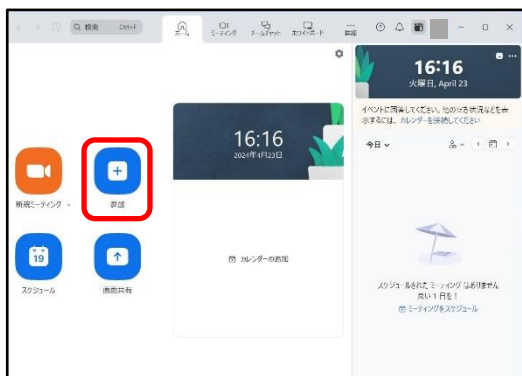 検索 Ctrl+F
ホーム ミーティング チームチャット ホワイトボード 詳細
16:16
火曜日, April 23
イベントに同意してください。他の空き状況などを表
示するには、カレンダーを接続してください
今日
16:16
2024年4月23日
新規ミーティング
参加
19
スケジュール
画面共有
カレンダーの追加
スケジュールされた ミーティング はありません
良い 1 日を!
ミーティングをスケジュール